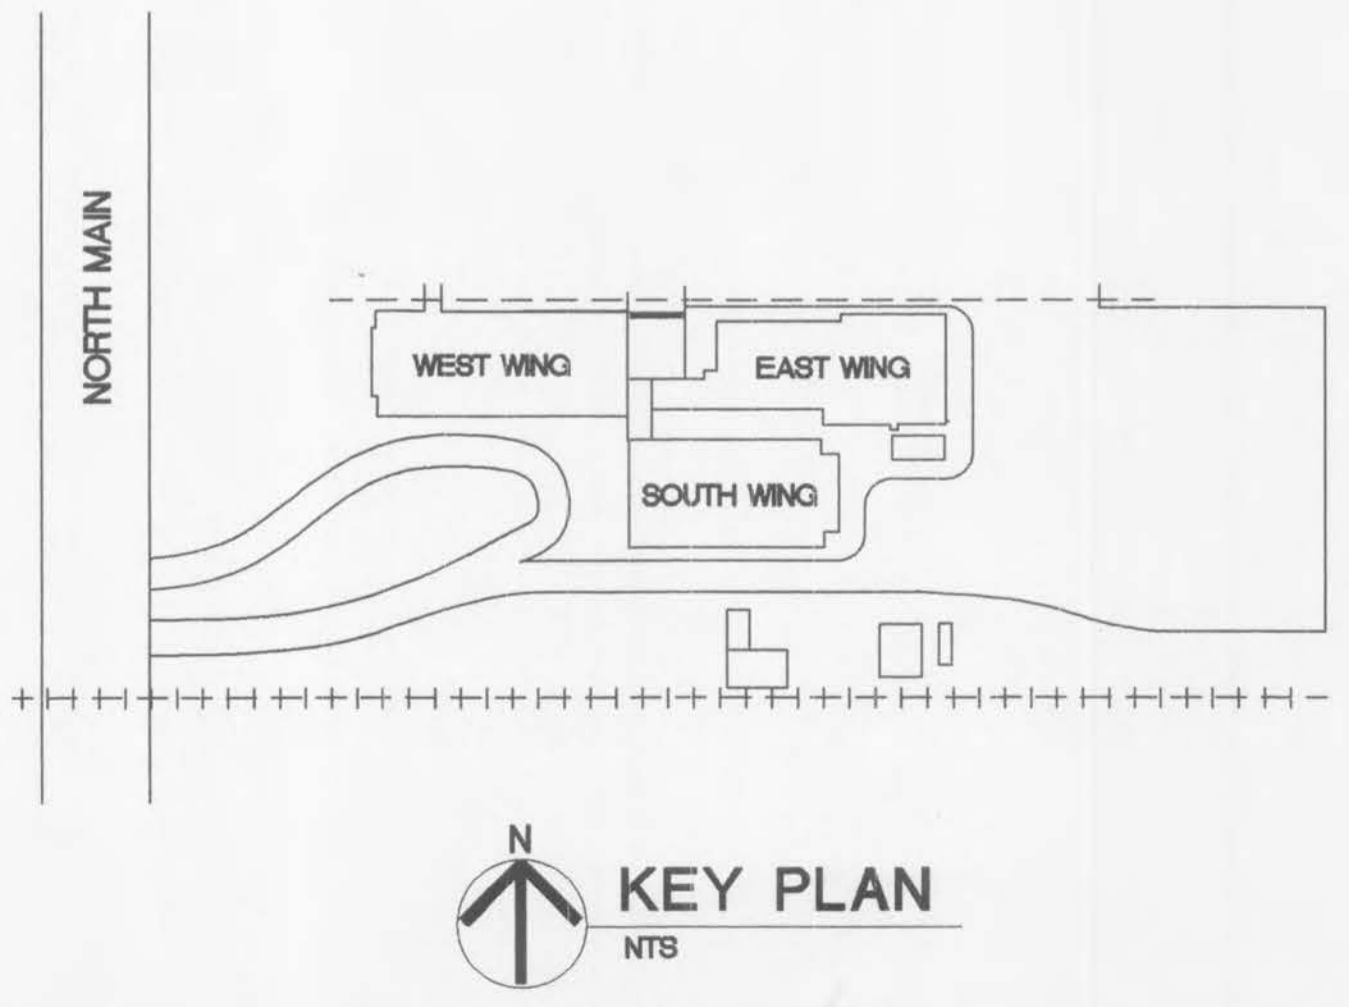 NORTH MAIN
WEST WING
EAST WING
SOUTH WING
N
KEY PLAN
NTS